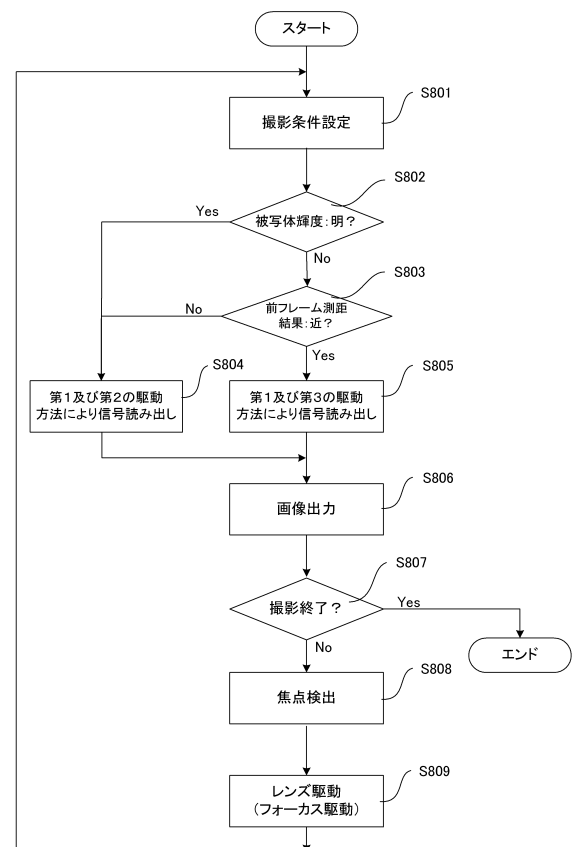 スタート
S801
撮影条件設定
S802
被写体輝度:明?
Yes
No
S803
前フレーム測距
結果:近?
No
Yes
S804
第1及び第2の駆動
方法により信号読み出し
S805
第1及び第3の駆動
方法により信号読み出し
S806
画像出力
S807
撮影終了?
Yes
No
エンド
S808
焦点検出
S809
レンズ駆動
(フォーカス駆動)